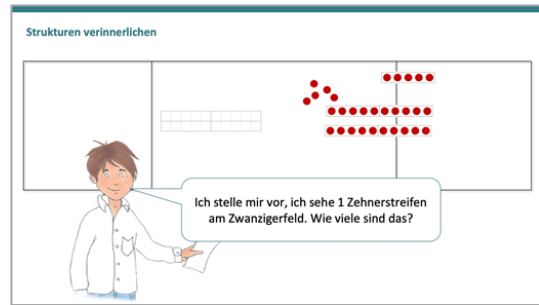 Strukturen verinnerlichen
Ich stelle mir vor, ich sehe 1 Zehnerstreifen
am Zwanzigerfeld. Wie viele sind das?